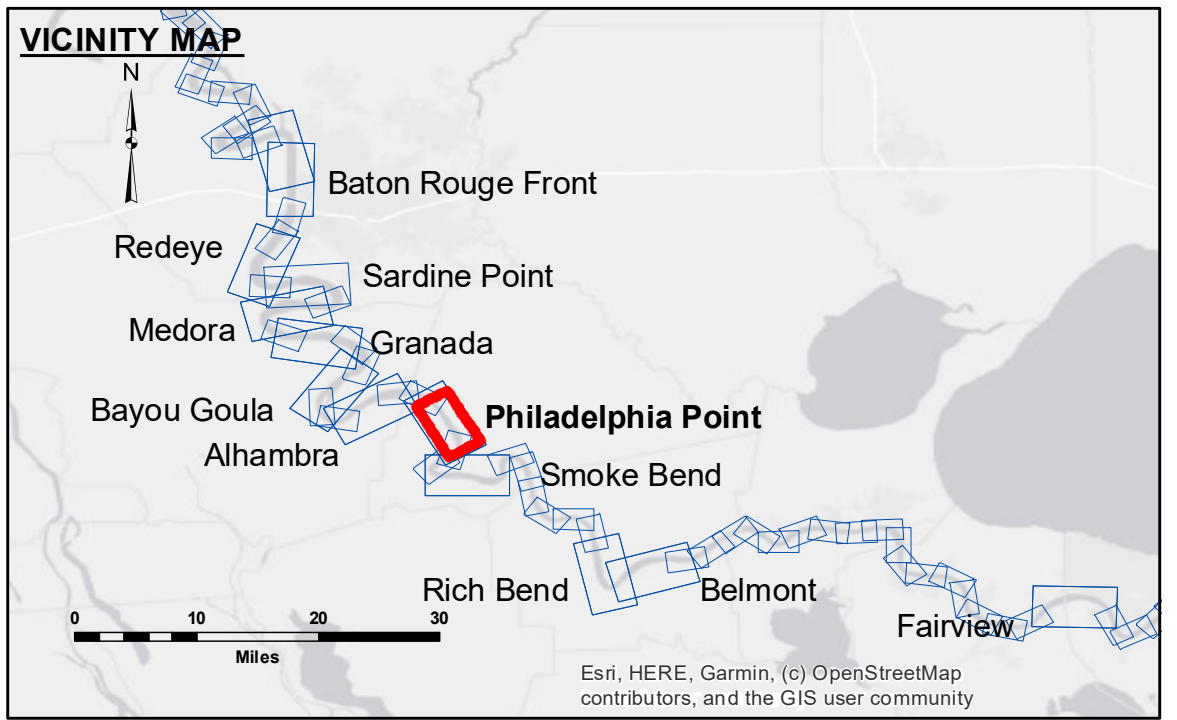 VICINITY MAP
N
Baton Rouge Front
Redeye
Sardine Point
Medora
Granada
Bayou Goula
Philadelphia Point
Alhambra
Smoke Bend
Rich Bend
Belmont
Fairview
0 10 20 30
Miles
Esri, HERE, Garmin, (c) OpenStreetMap
contributors, and the GIS user community